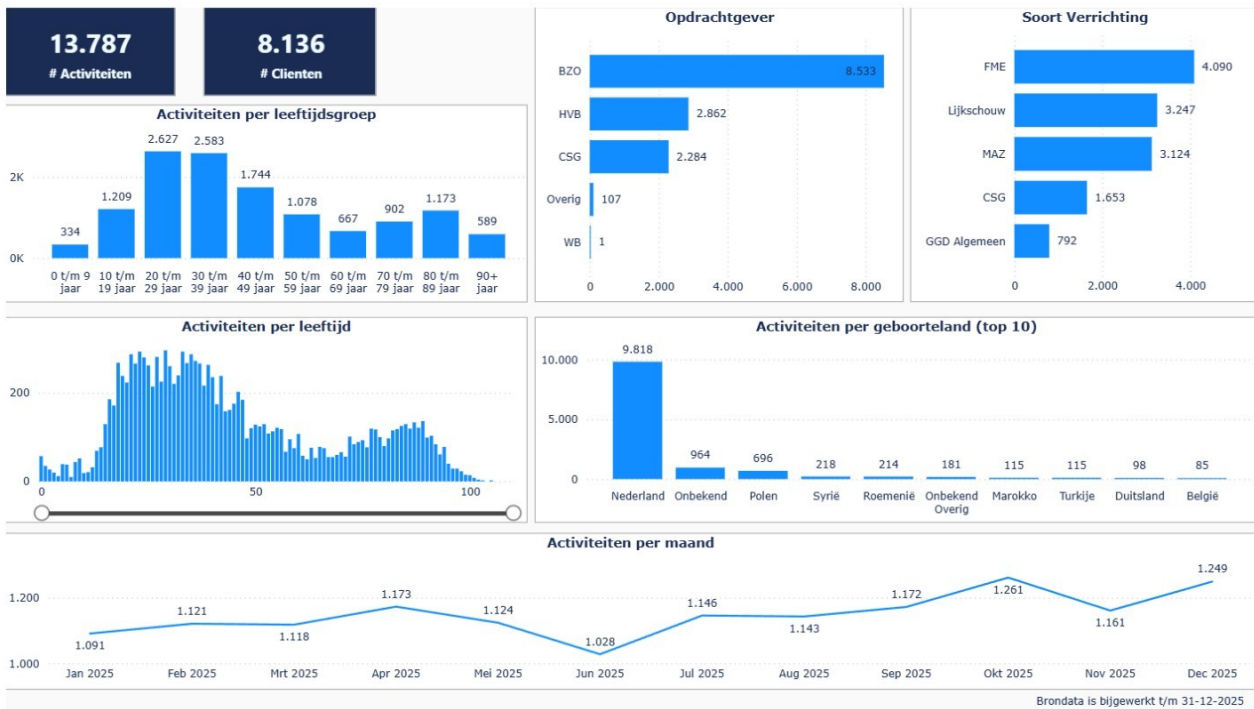 13.787
# Activiteiten
8.136
# Clienten
Activiteiten per leeftijdsgroep
2K
0K
334
1.209
2.627
2.583
1.744
1.078
667
902
1.173
589
0 t/m 9 jaar
10 t/m 19 jaar
20 t/m 29 jaar
30 t/m 39 jaar
40 t/m 49 jaar
50 t/m 59 jaar
60 t/m 69 jaar
70 t/m 79 jaar
80 t/m 89 jaar
90+ jaar
Opdrachtgever
BZO 8.533
HVB 2.862
CSG 2.284
Overig 107
WB 1
0 2.000 4.000 6.000 8.000
Soort Verrichting
FME 4.090
Lijkschouw 3.247
MAZ 3.124
CSG 1.653
GGD Algemeen 792
0 2.000 4.000
Activiteiten per leeftijd
200
0
0 50 100
Activiteiten per geboorteland (top 10)
10.000
5.000
0
9.818 964 696 218 214 181 115 115 98 85
Nederland Onbekend Polen Syrië Roemenië Onbekend Overig Marokko Turkije Duitsland België
Activiteiten per maand
1.200
1.000
1.091 1.121 1.118 1.173 1.124 1.028 1.146 1.143 1.172 1.261 1.161 1.249
Jan 2025 Feb 2025 Mrt 2025 Apr 2025 Mei 2025 Jun 2025 Jul 2025 Aug 2025 Sep 2025 Okt 2025 Nov 2025 Dec 2025
Brondata is bijgewerkt t/m 31-12-2025